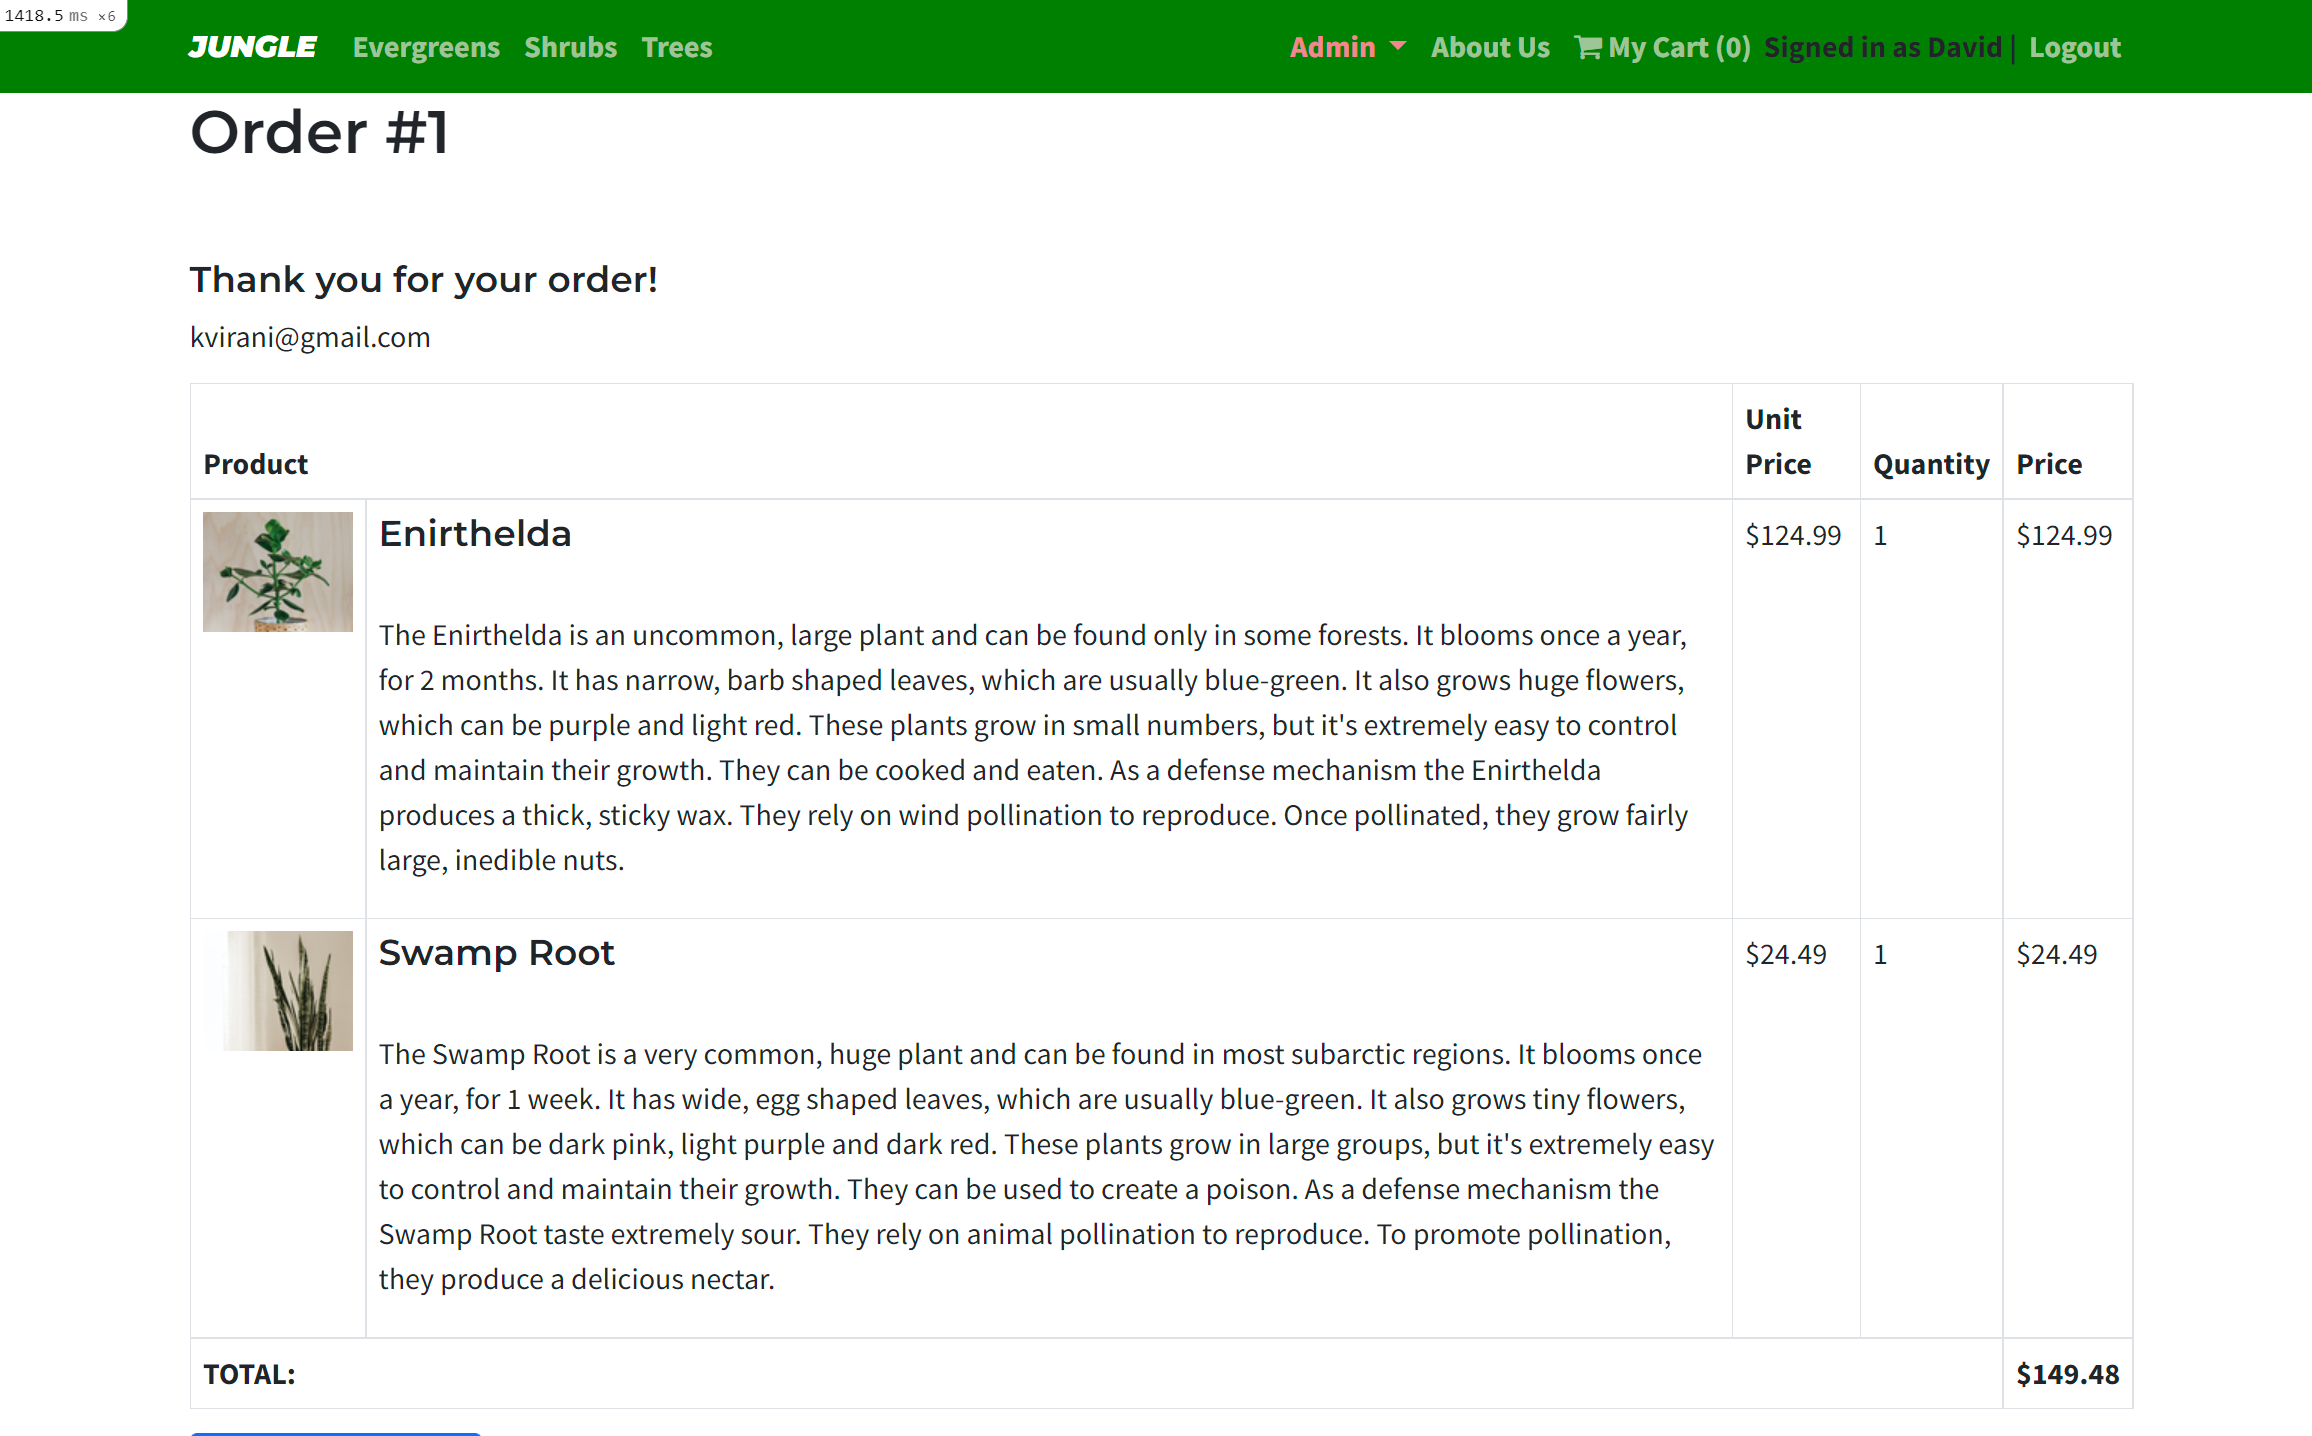 1418.5 ms ×6
JUNGLE Evergreens Shrubs Trees Admin About Us My Cart (0) Signed in as David | Logout
Order #1
Thank you for your order!
kvirani@gmail.com
Product Unit Price Quantity Price
Enirthelda $124.99 1 $124.99
The Enirthelda is an uncommon, large plant and can be found only in some forests. It blooms once a year,
for 2 months. It has narrow, barb shaped leaves, which are usually blue-green. It also grows huge flowers,
which can be purple and light red. These plants grow in small numbers, but it's extremely easy to control
and maintain their growth. They can be cooked and eaten. As a defense mechanism the Enirthelda
produces a thick, sticky wax. They rely on wind pollination to reproduce. Once pollinated, they grow fairly
large, inedible nuts.
Swamp Root $24.49 1 $24.49
The Swamp Root is a very common, huge plant and can be found in most subarctic regions. It blooms once
a year, for 1 week. It has wide, egg shaped leaves, which are usually blue-green. It also grows tiny flowers,
which can be dark pink, light purple and dark red. These plants grow in large groups, but it's extremely easy
to control and maintain their growth. They can be used to create a poison. As a defense mechanism the
Swamp Root taste extremely sour. They rely on animal pollination to reproduce. To promote pollination,
they produce a delicious nectar.
TOTAL: $149.48